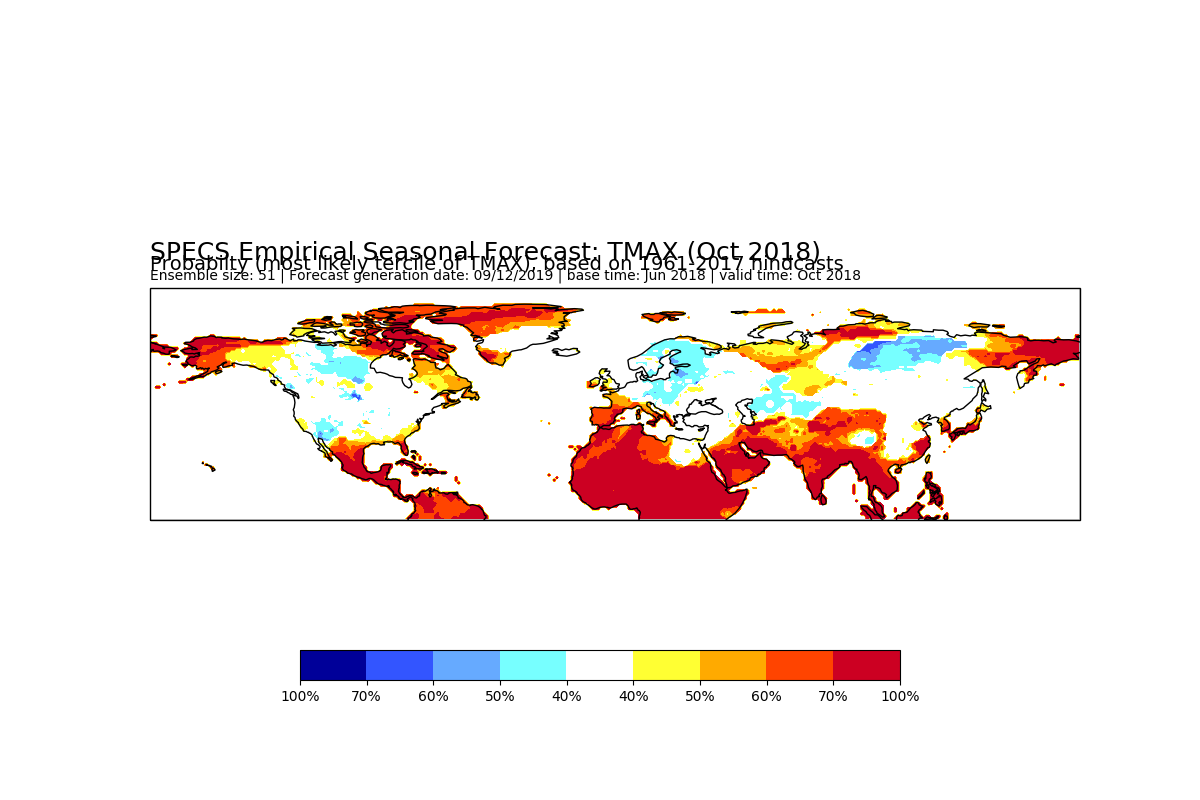 SPECS Empirical Seasonal Forecast: TMAX (Oct 2018)
Probabilty (most likely tercile of TMAX), based on 1961-2017 hindcasts
Ensemble size: 51 | Forecast generation date: 09/12/2019 | base time: Jun 2018 | valid time: Oct 2018
100% 70% 60% 50% 40% 40% 50% 60% 70% 100%